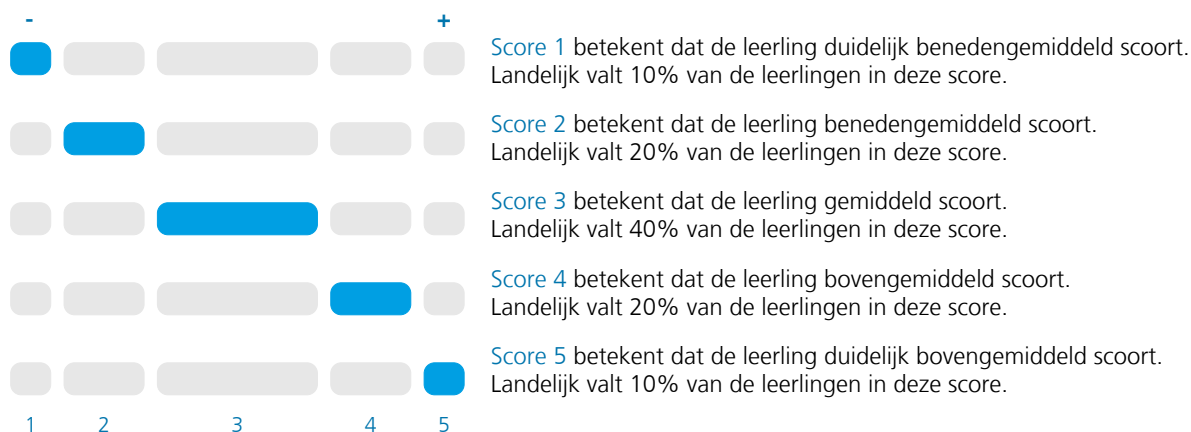 - +
Score 1 betekent dat de leerling duidelijk benedengemiddeld scoort.
Landelijk valt 10% van de leerlingen in deze score.
Score 2 betekent dat de leerling benedengemiddeld scoort.
Landelijk valt 20% van de leerlingen in deze score.
Score 3 betekent dat de leerling gemiddeld scoort.
Landelijk valt 40% van de leerlingen in deze score.
Score 4 betekent dat de leerling bovengemiddeld scoort.
Landelijk valt 20% van de leerlingen in deze score.
Score 5 betekent dat de leerling duidelijk bovengemiddeld scoort.
Landelijk valt 10% van de leerlingen in deze score.
1 2 3 4 5